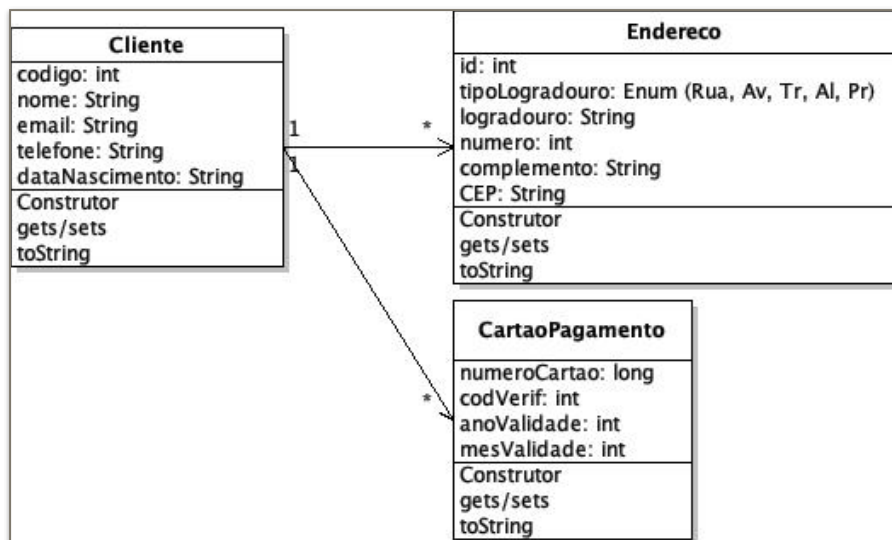 Cliente
codigo: int
nome: String
email: String
telefone: String
dataNascimento: String
Construtor
gets/sets
toString
1
*
1
*
Endereco
id: int
tipoLogradouro: Enum (Rua, Av, Tr, Al, Pr)
logradouro: String
numero: int
complemento: String
CEP: String
Construtor
gets/sets
toString
CartaoPagamento
numeroCartao: long
codVerif: int
anoValidade: int
mesValidade: int
Construtor
gets/sets
toString